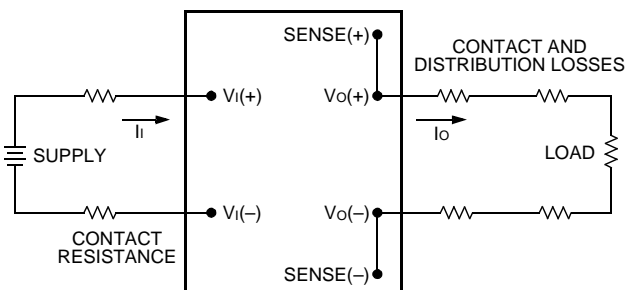 SENSE(+)
CONTACT AND
DISTRIBUTION LOSSES
VI(+)
VO(+)
II
IO
SUPPLY
LOAD
VI(–)
VO(–)
CONTACT
RESISTANCE
SENSE(–)